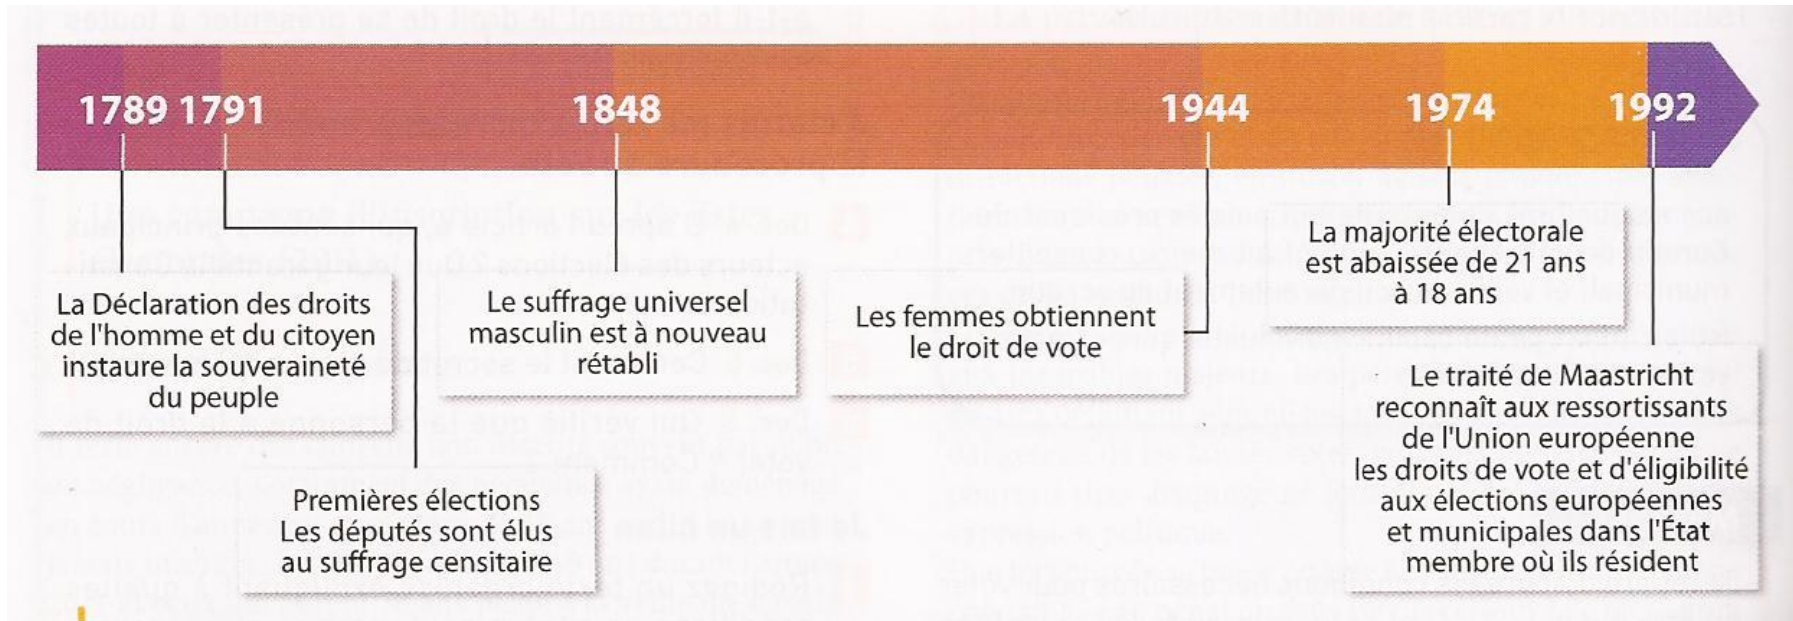 1789
1791
1848
1944
1974
1992
La Déclaration des droits
de l'homme et du citoyen
instaure la souveraineté
du peuple
Premières élections
Les députés sont élus
au suffrage censitaire
Le suffrage universel
masculin est à nouveau
rétabli
Les femmes obtiennent
le droit de vote
La majorité électorale
est abaissée de 21 ans
à 18 ans
Le traité de Maastricht
reconnaît aux ressortissants
de l'Union européenne
les droits de vote et d'éligibilité
aux élections européennes
et municipales dans l'État
membre où ils résident